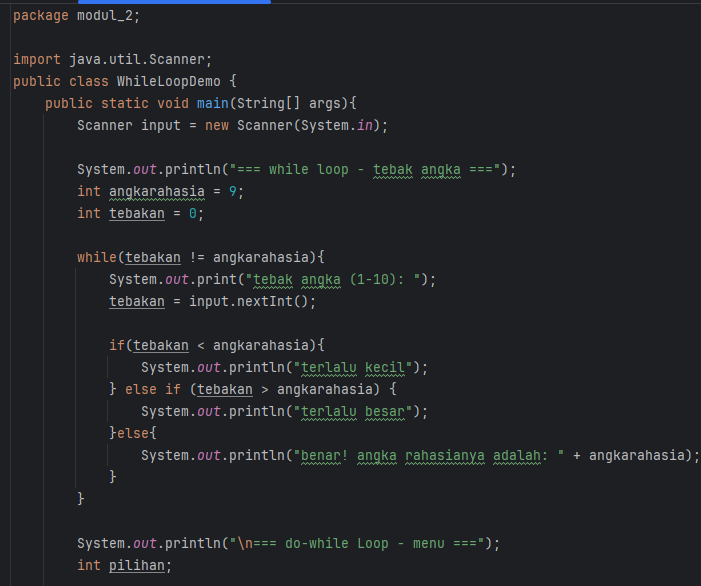 package modul_2;
import java.util.Scanner;
public class WhileLoopDemo {
    public static void main(String[] args){
        Scanner input = new Scanner(System.in);
        System.out.println("=== while loop - tebak angka ===");
        int angkarahasia = 9;
        int tebakan = 0;
        while(tebakan != angkarahasia){
            System.out.print("tebak angka (1-10): ");
            tebakan = input.nextInt();
            if(tebakan < angkarahasia){
                System.out.println("terlalu kecil");
            } else if (tebakan > angkarahasia) {
                System.out.println("terlalu besar");
            }else{
                System.out.println("benar! angka rahasianya adalah: " + angkarahasia);
            }
        }
        System.out.println("\n=== do-while Loop - menu ===");
        int pilihan;